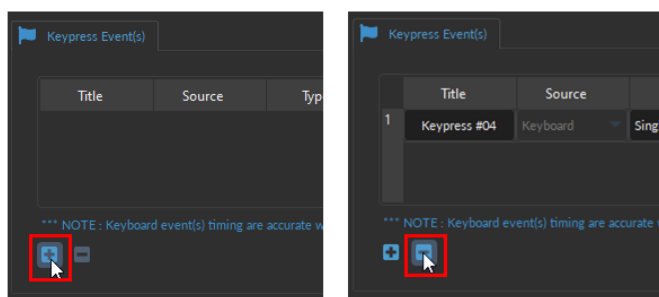 Keypress Event(s)
Title Source Typ
*** NOTE : Keyboard event(s) timing are accurate w
Keypress Event(s)
Title Source
1 Keypress #04 Keyboard Sing
*** NOTE : Keyboard event(s) timing are accurate